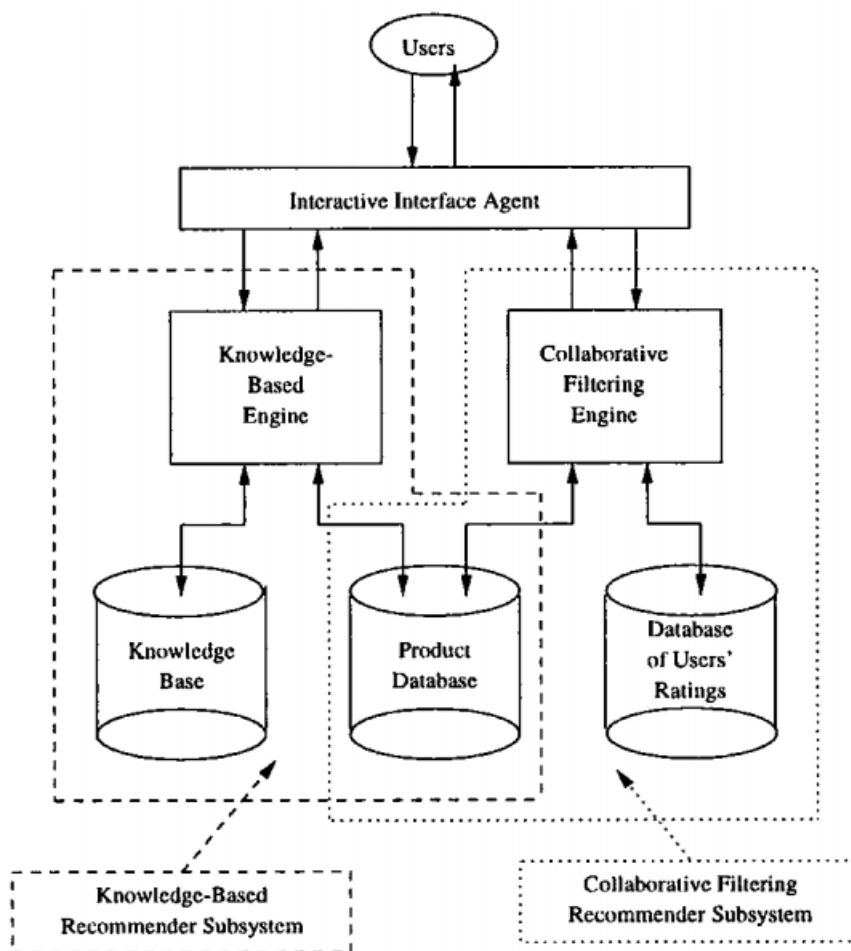 Users
Interactive Interface Agent
Knowledge-
Based
Engine
Collaborative
Filtering
Engine
Knowledge
Base
Product
Database
Database
of Users'
Ratings
Knowledge-Based
Recommender Subsystem
Collaborative Filtering
Recommender Subsystem